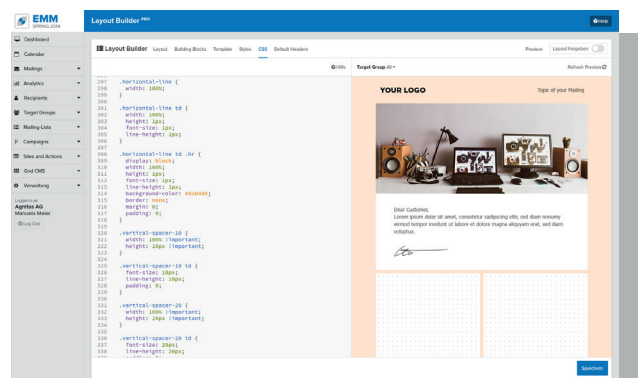 EMM
SPRING 2014
Layout Builder PRO
Help
Dashboard
Calendar
Mailings
Analytics
Recipients
Target Groups
Mailing-Lists
Campaigns
Sites and Actions
Grid CMS
Verwaltung
Logged in as
Agnitas AG
Manuela Meier
Log Out
Layout Builder Layout Building Blocks Template Styles CSS Default Headers
Preview Layout freigeben
Hilfe
297 .horizontal-line {
298 width: 100%;
299 }
300
301 .horizontal-line td {
302 width: 100%;
303 height: 1px;
304 font-size: 1px;
305 line-height: 1px;
306 }
307
308 .horizontal-line td .hr {
309 display: block;
310 width: 100%;
311 height: 1px;
312 font-size: 1px;
313 line-height: 1px;
314 background-color: #020406;
315 border: none;
316 margin: 0;
317 padding: 0;
318 }
319
320 .vertical-spacer-10 {
321 width: 100% !important;
322 height: 10px !important;
323 }
324
325 .vertical-spacer-10 td {
326 font-size: 10px;
327 line-height: 10px;
328 padding: 0;
329 }
330
331 .vertical-spacer-20 {
332 width: 100% !important;
333 height: 20px !important;
334 }
335
336 .vertical-spacer-20 td {
337 font-size: 20px;
338 line-height: 20px;
Target Group All
Refresh Preview
YOUR LOGO
Topic of your Mailing
Dear Customer,
Lorem ipsum dolor sit amet, consetetur sadipscing elitr, sed diam nonumy
eirmod tempor invidunt ut labore et dolore magna aliquyam erat, sed diam
voluptua.
Speichern